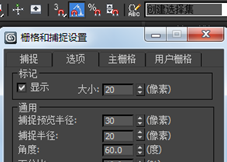 3 % ABC 创建选择集
栅格和捕捉设置
捕捉 选项 主栅格 用户栅格
标记
显示 大小: 20 (像素)
通用
捕捉预览半径: 30 (像素)
捕捉半径: 20 (像素)
角度: 60.0 (度)